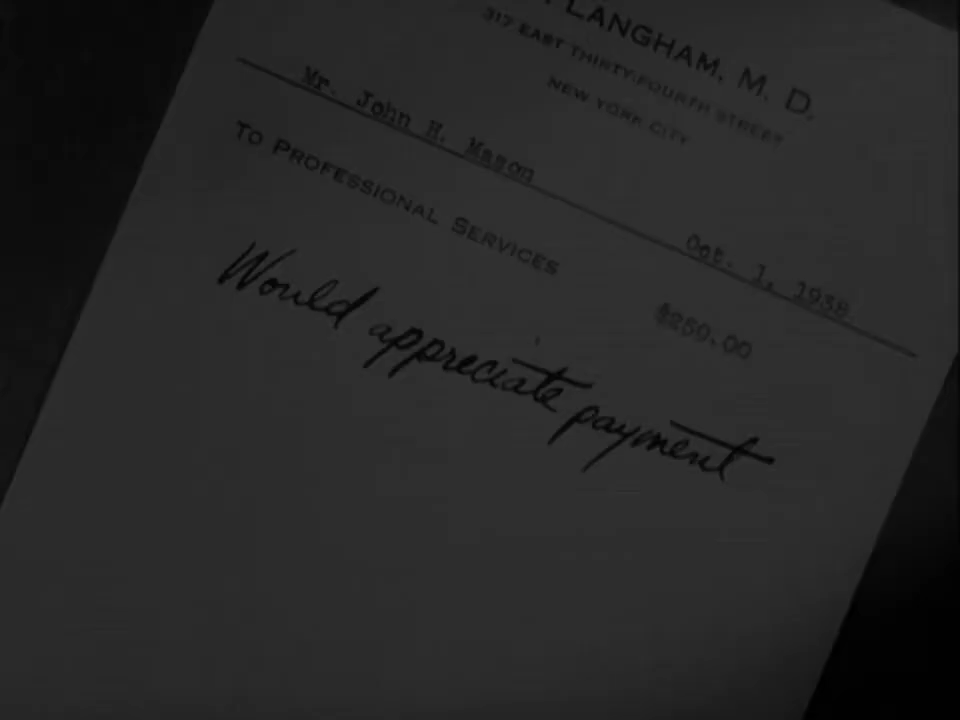 LANGHAM, M. D.
317 EAST THIRTY-FOURTH STREET
NEW YORK CITY
Mr. John H. Mason
Oct. 1, 1938
TO PROFESSIONAL SERVICES
$250.00
Would appreciate payment